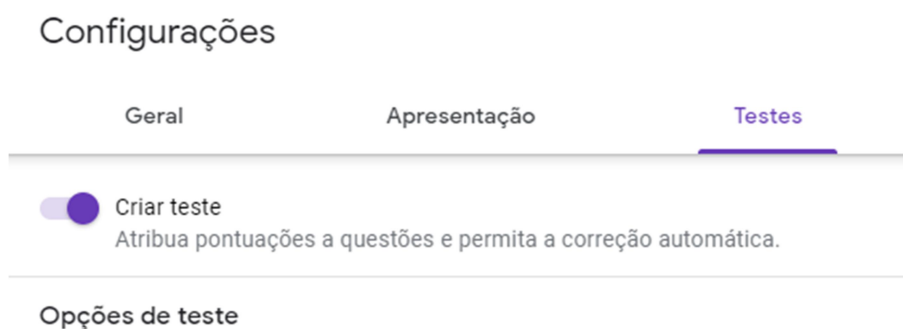 Configurações
Geral Apresentação Testes
Criar teste
Atribua pontuações a questões e permita a correção automática.
Opções de teste